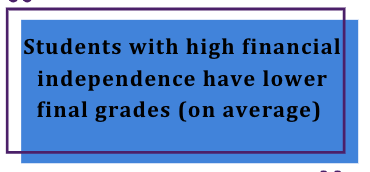 Students with high financial
independence have lower
final grades (on average)